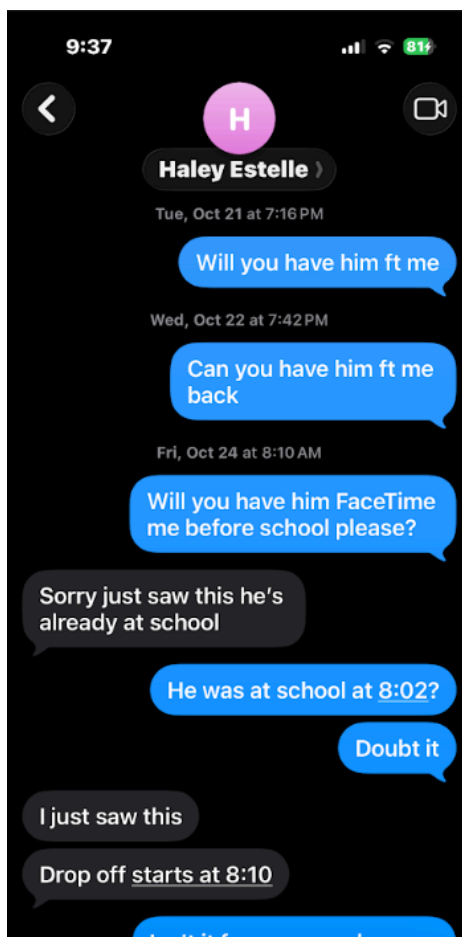 9:37
81
H
Haley Estelle
Tue, Oct 21 at 7:16 PM
Will you have him ft me
Wed, Oct 22 at 7:42 PM
Can you have him ft me
back
Fri, Oct 24 at 8:10 AM
Will you have him FaceTime
me before school please?
Sorry just saw this he's
already at school
He was at school at 8:02?
Doubt it
I just saw this
Drop off starts at 8:10